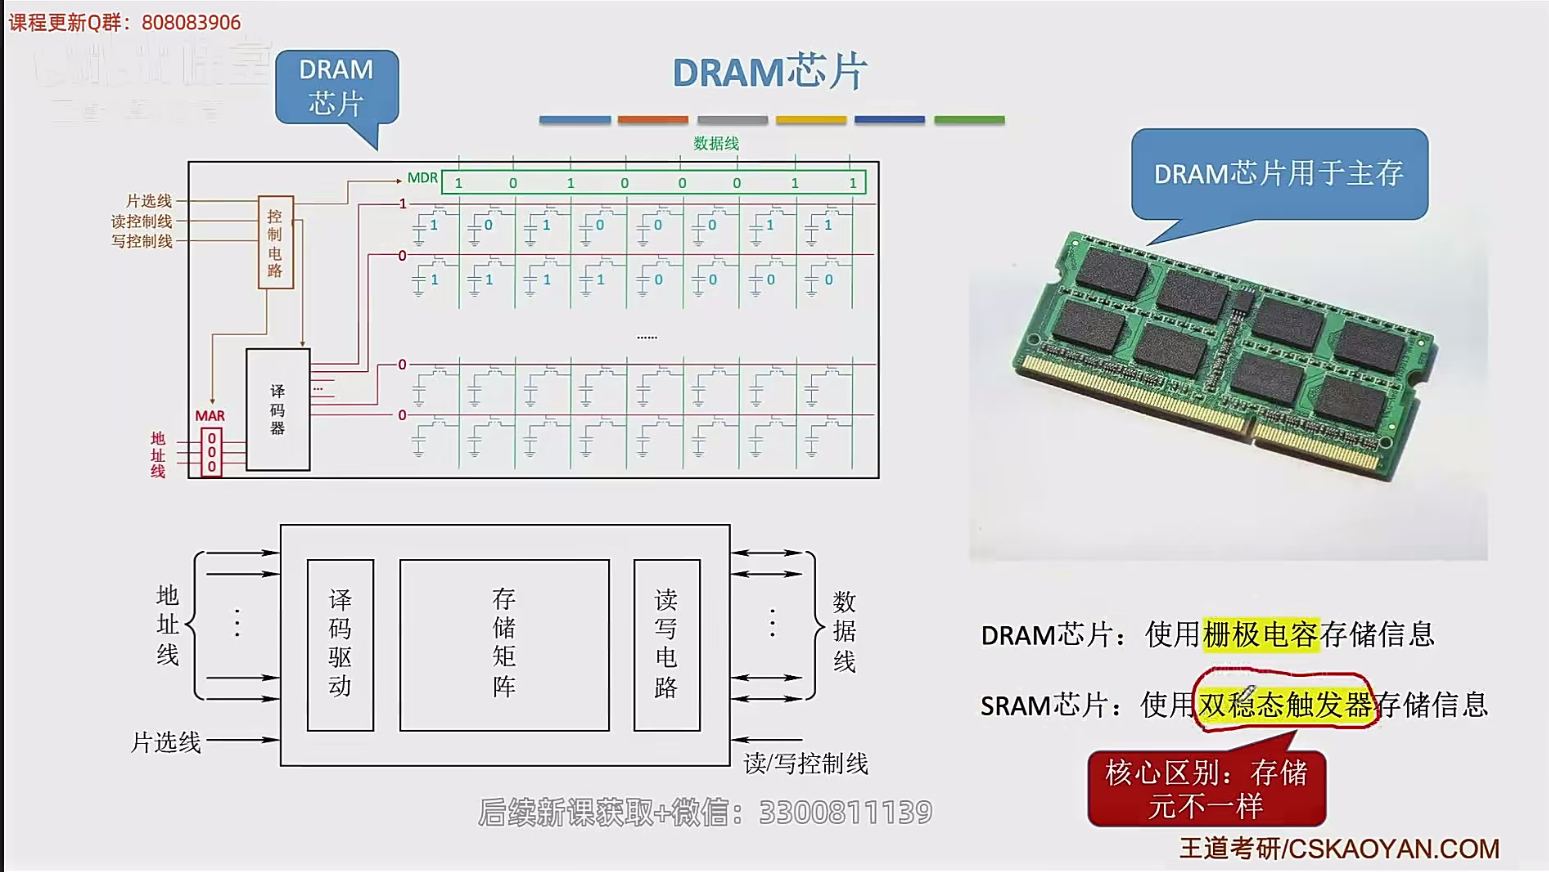 课程更新Q群：808083906
DRAM
芯片
DRAM芯片
数据线
DRAM芯片用于主存
MDR 1 0 1 0 0 0 1 1
片选线
读控制线
写控制线
控制电路
1
1 0 1 0 0 0 1 1
0
1 1 1 1 0 0 0 0
......
0
0
译码器
...
MAR
地址线
0
0
0
地址线
译码驱动
存储矩阵
读写电路
数据线
片选线
读/写控制线
DRAM芯片：使用栅极电容存储信息
SRAM芯片：使用双稳态触发器存储信息
核心区别：存储
元不一样
后续新课获取+微信：3300811139
王道考研/CSKAOYAN.COM